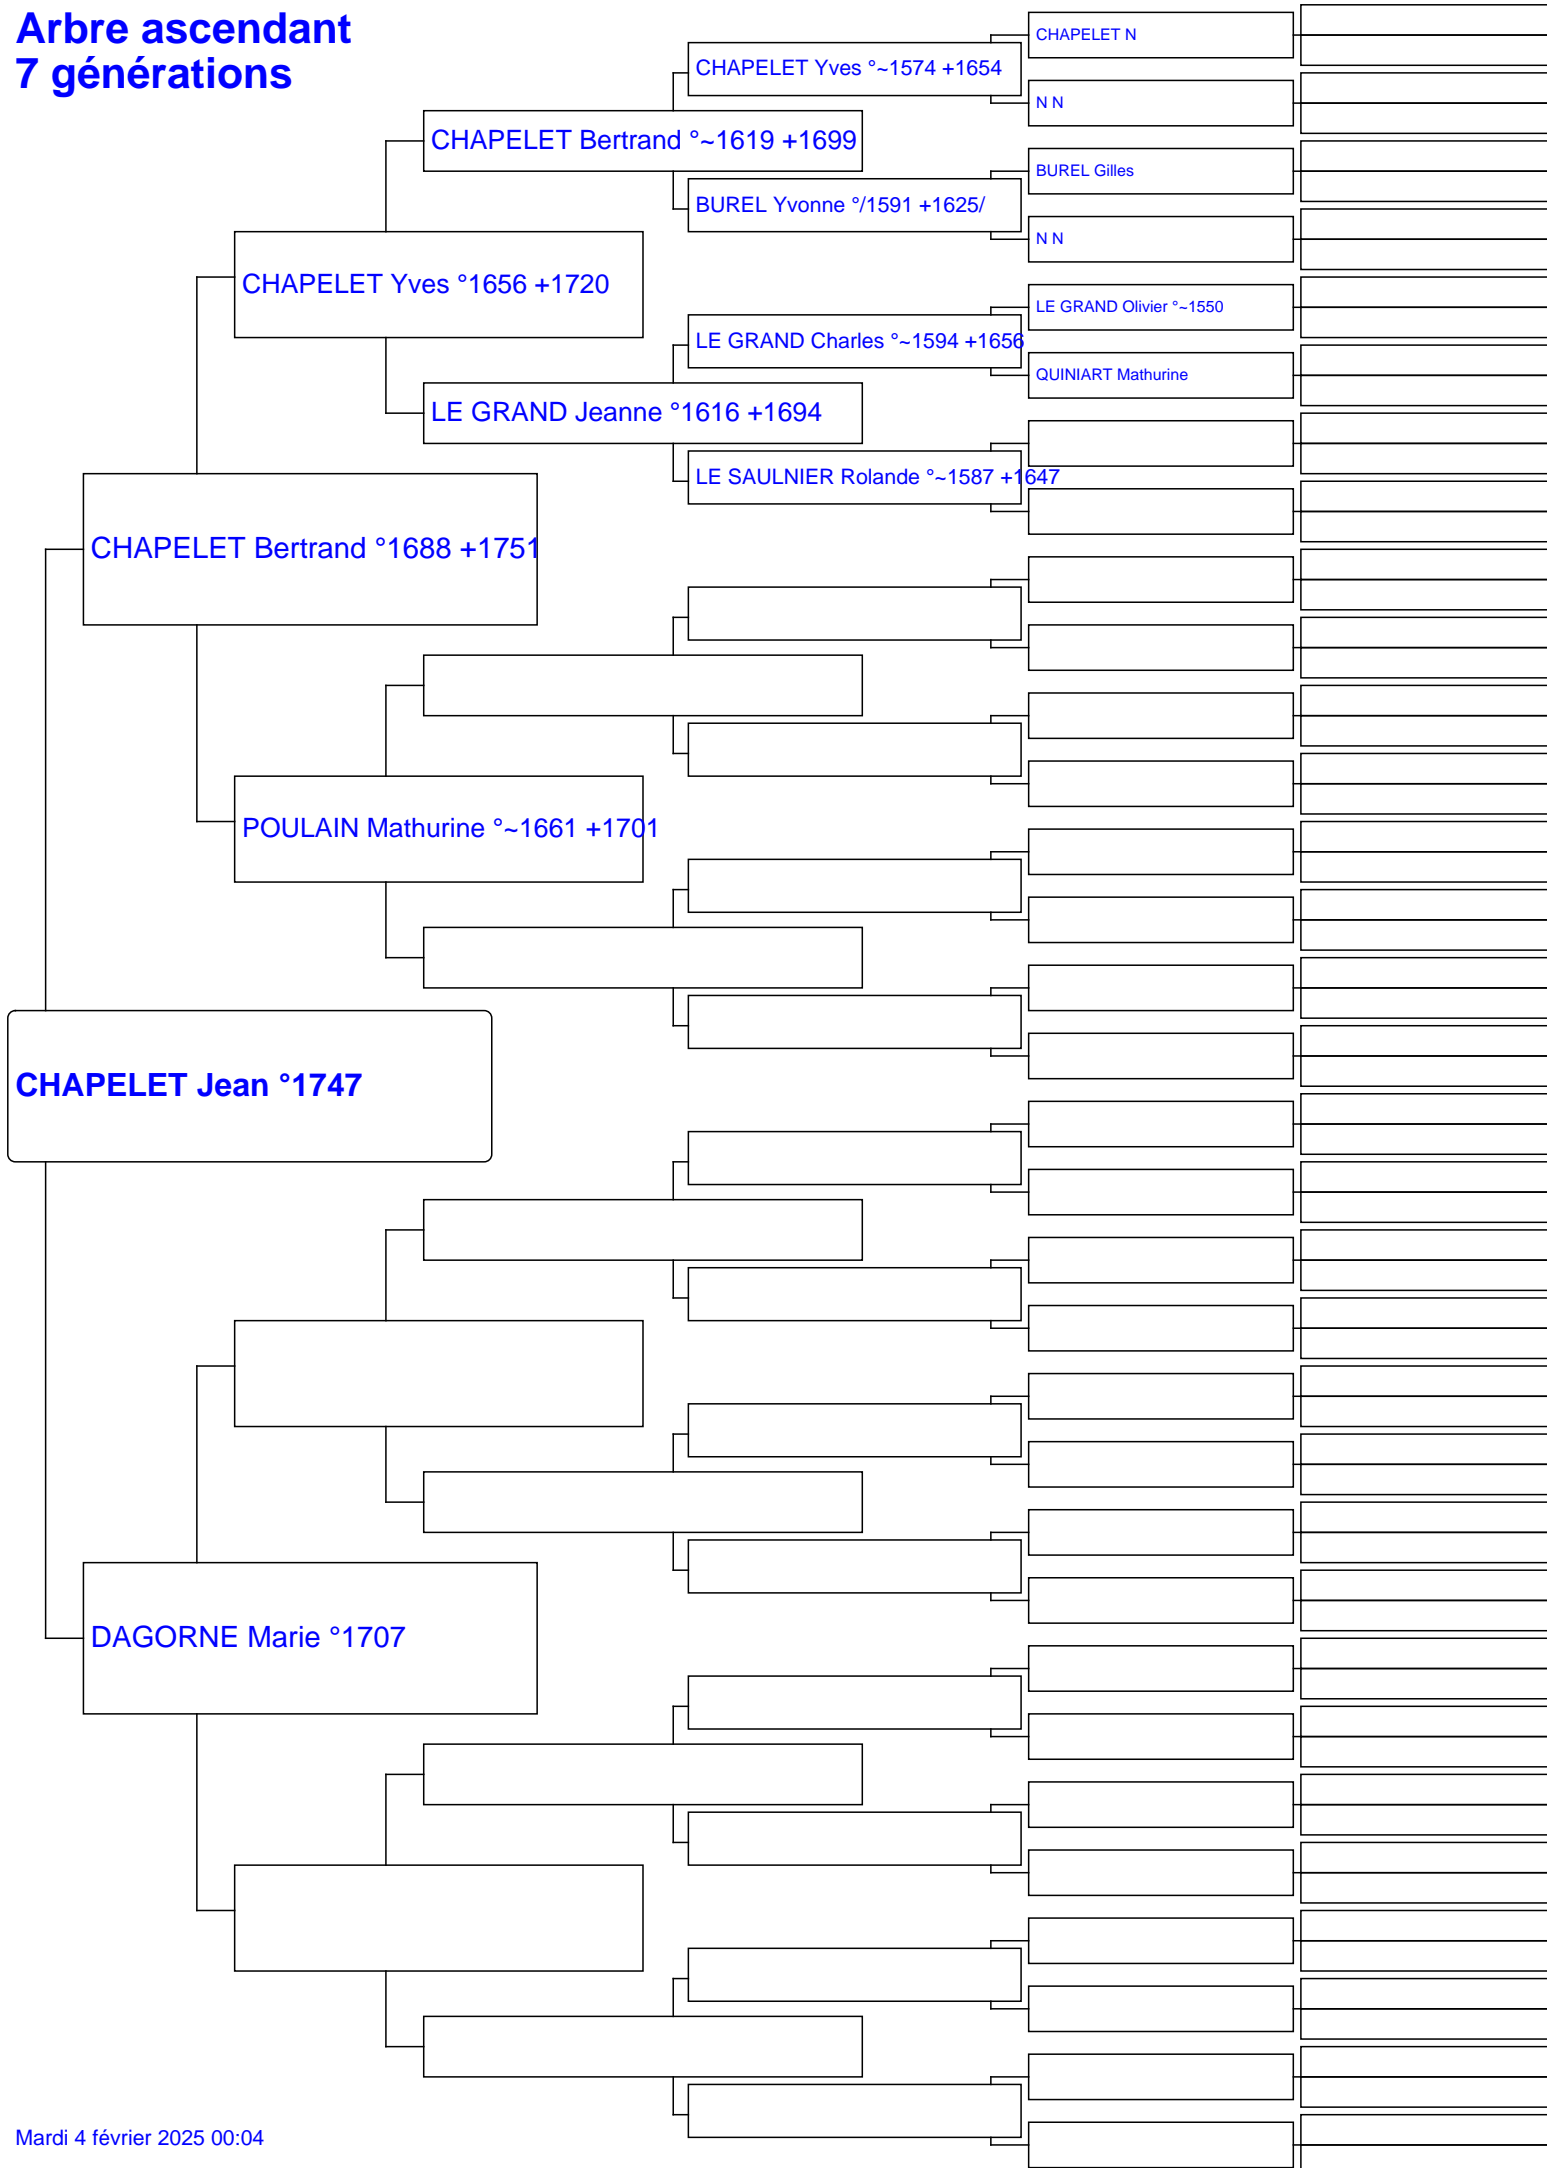 Arbre ascendant
7 générations
CHAPELET N
CHAPELET Yves °~1574 +1654
N N
CHAPELET Bertrand °~1619 +1699
BUREL Gilles
BUREL Yvonne °/1591 +1625/
N N
CHAPELET Yves °1656 +1720
LE GRAND Olivier °~1550
LE GRAND Charles °~1594 +1656
QUINIART Mathurine
LE GRAND Jeanne °1616 +1694
LE SAULNIER Rolande °~1587 +1647
CHAPELET Bertrand °1688 +1751
POULAIN Mathurine °~1661 +1701
CHAPELET Jean °1747
DAGORNE Marie °1707
Mardi 4 février 2025 00:04